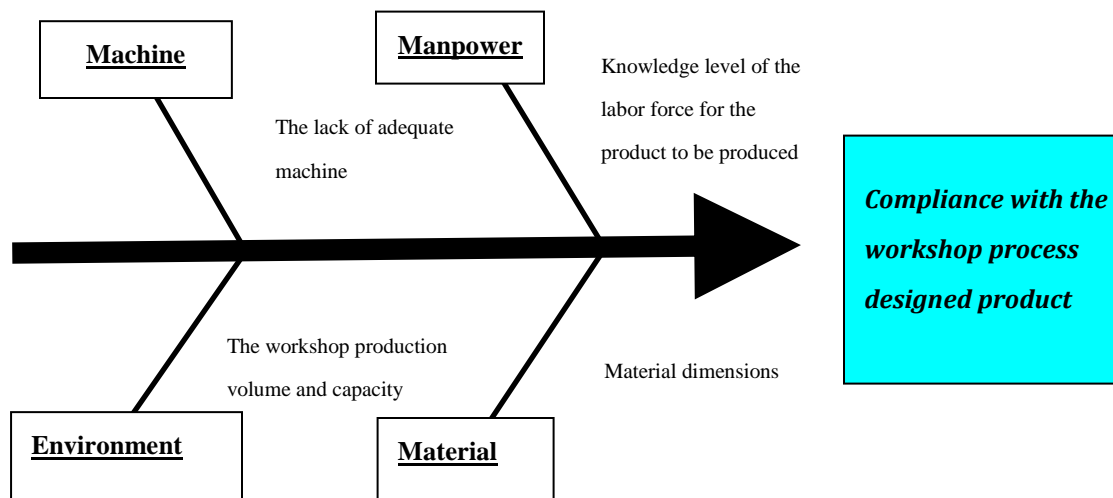 Machine
Manpower
The lack of adequate
machine
Knowledge level of the
labor force for the
product to be produced
Compliance with the
workshop process
designed product
The workshop production
volume and capacity
Material dimensions
Environment
Material